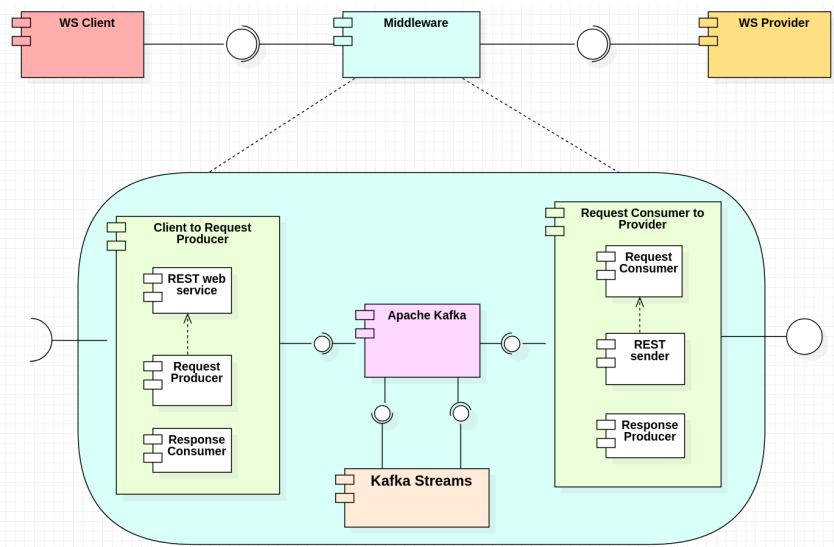 WS Client
Middleware
WS Provider
Client to Request
Producer
REST web
service
Request
Producer
Response
Consumer
Apache Kafka
Kafka Streams
Request Consumer to
Provider
Request
Consumer
REST
sender
Response
Producer